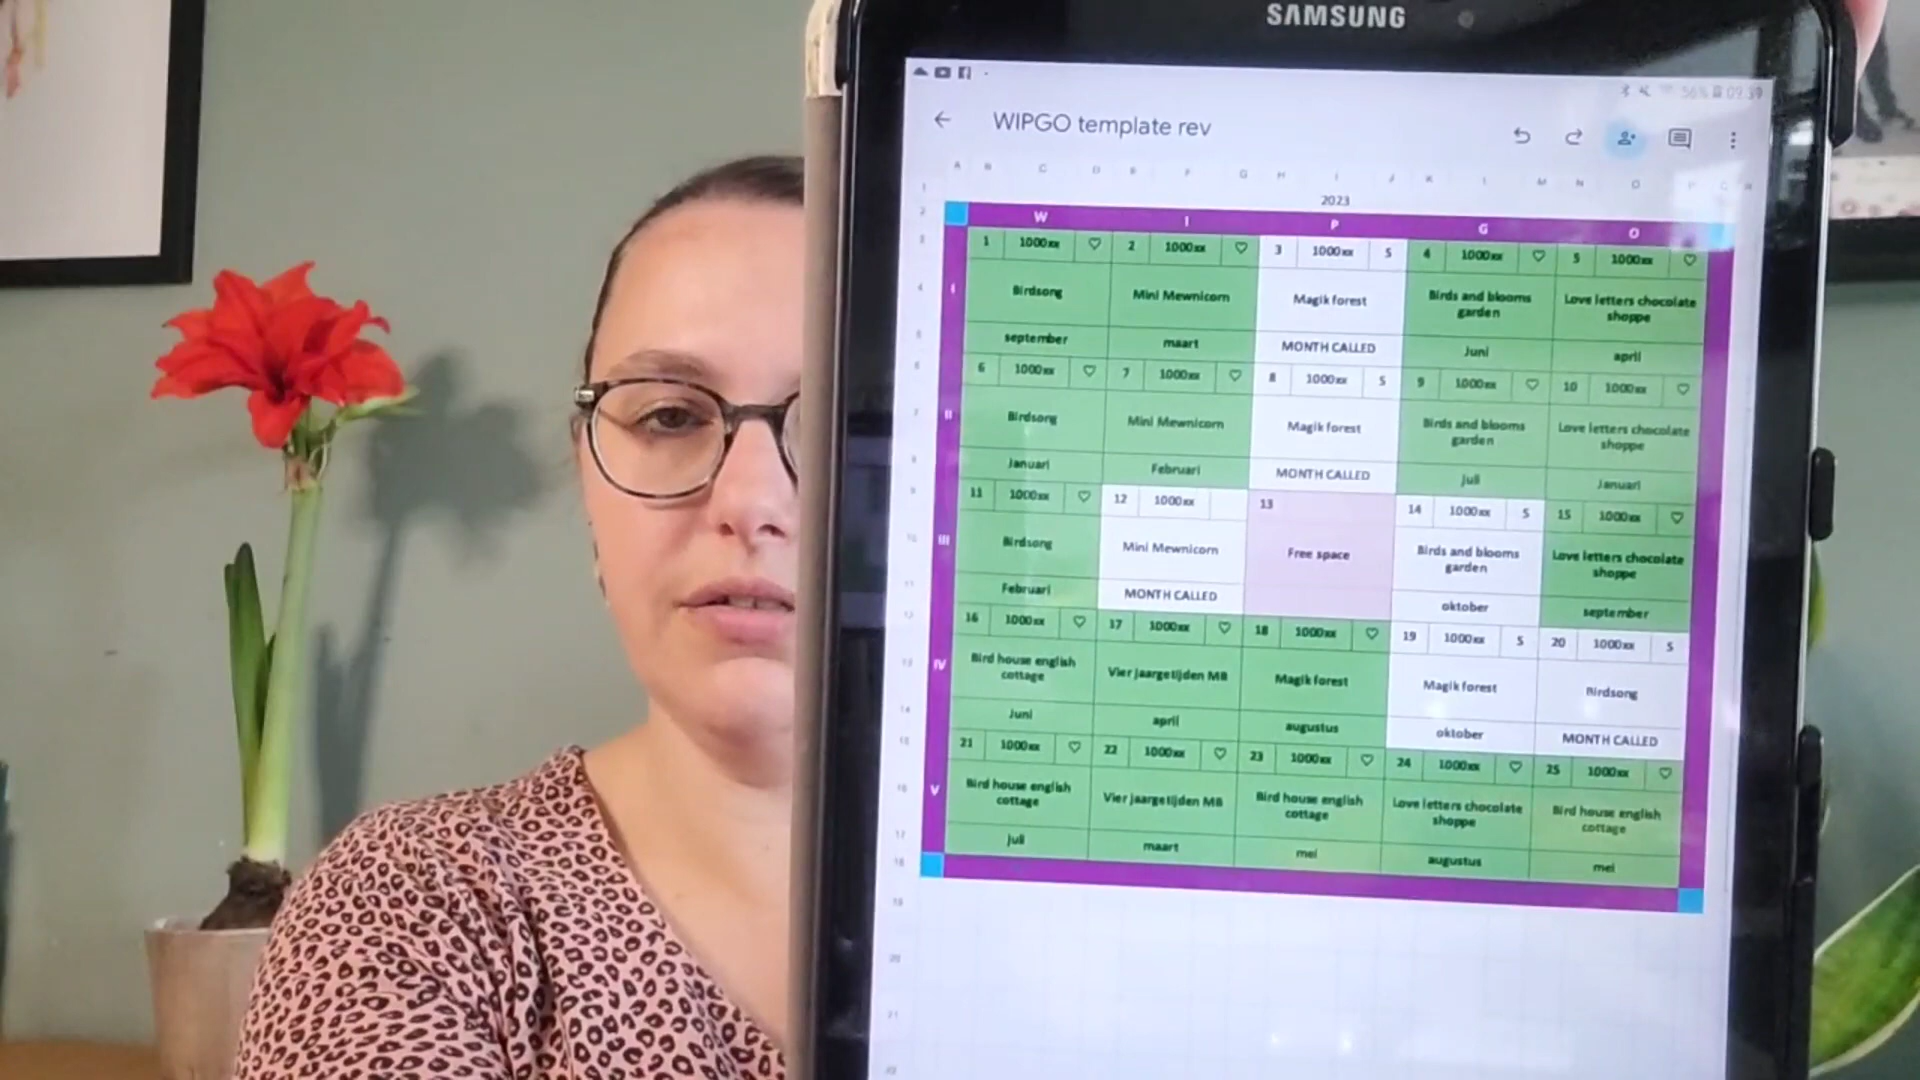 SAMSUNG
56% 09:39
WIPGO template rev
A B C D E F G H I J K L M N O P
2023
W I P G O
1 1000xx ♡ 2 1000xx ♡ 3 1000xx S 4 1000xx ♡ 5 1000xx ♡
I
Birdsong
Mini Mewnicorn
Magik forest
Birds and blooms
garden
Love letters chocolate
shoppe
september
maart
MONTH CALLED
Juni
april
6 1000xx ♡ 7 1000xx ♡ 8 1000xx S 9 1000xx ♡ 10 1000xx ♡
II
Birdsong
Mini Mewnicorn
Magik forest
Birds and blooms
garden
Love letters chocolate
shoppe
Januari
Februari
MONTH CALLED
Juli
Januari
11 1000xx ♡ 12 1000xx 13 14 1000xx S 15 1000xx ♡
III
Birdsong
Mini Mewnicorn
Free space
Birds and blooms
garden
Love letters chocolate
shoppe
Februari
MONTH CALLED
oktober
september
16 1000xx ♡ 17 1000xx ♡ 18 1000xx ♡ 19 1000xx S 20 1000xx S
IV
Bird house english
cottage
Vier jaargetijden MB
Magik forest
Magik forest
Birdsong
Juni
april
augustus
oktober
MONTH CALLED
21 1000xx ♡ 22 1000xx ♡ 23 1000xx ♡ 24 1000xx ♡ 25 1000xx ♡
V
Bird house english
cottage
Vier jaargetijden MB
Bird house english
cottage
Love letters chocolate
shoppe
Bird house english
cottage
Juli
maart
mei
augustus
mei